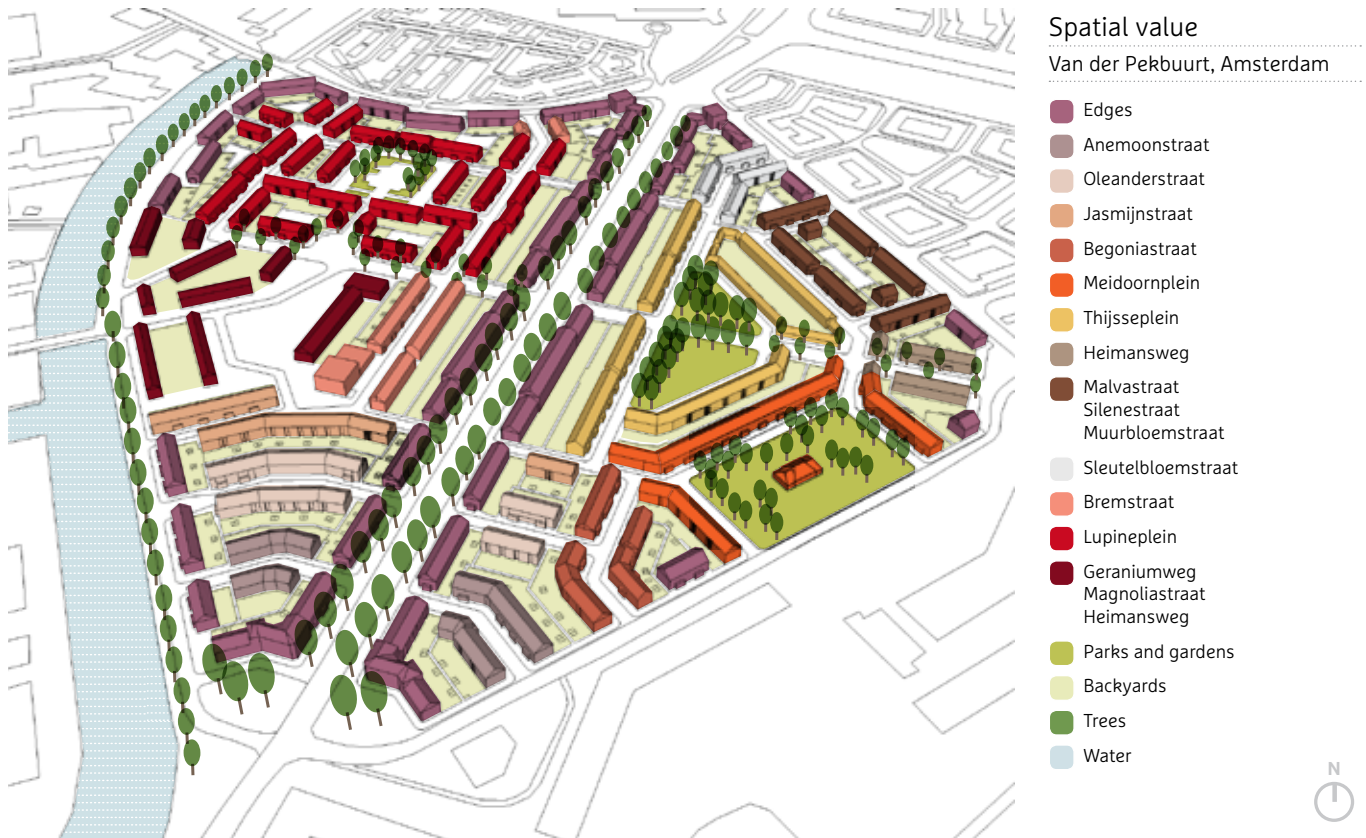 Spatial value
Van der Pekbuurt, Amsterdam
Edges
Anemoonstraat
Oleanderstraat
Jasmijnstraat
Begoniastraat
Meidoornplein
Thijsseplein
Heimansweg
Malvastraat
Silenestraat
Muurbloemstraat
Sleutelbloemstraat
Bremstraat
Lupineplein
Geraniumweg
Magnoliastraat
Heimansweg
Parks and gardens
Backyards
Trees
Water
N